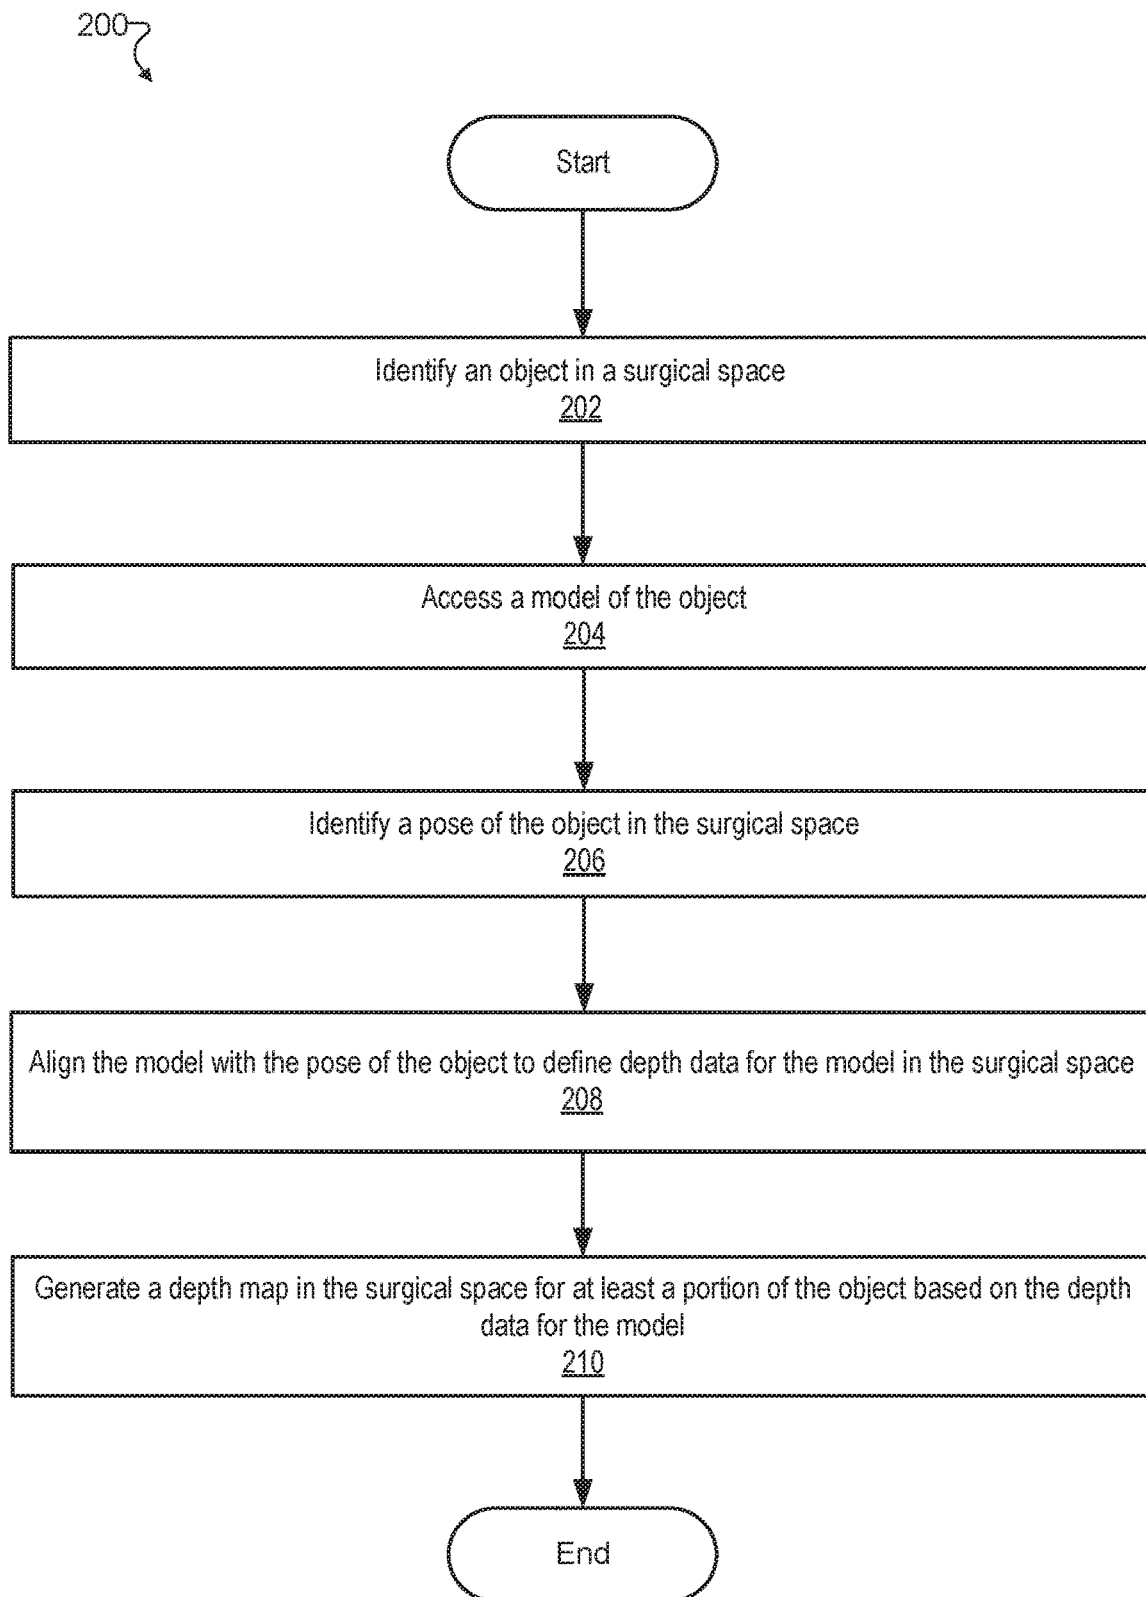 200
Start
Identify an object in a surgical space
202
Access a model of the object
204
Identify a pose of the object in the surgical space
206
Align the model with the pose of the object to define depth data for the model in the surgical space
208
Generate a depth map in the surgical space for at least a portion of the object based on the depth
data for the model
210
End